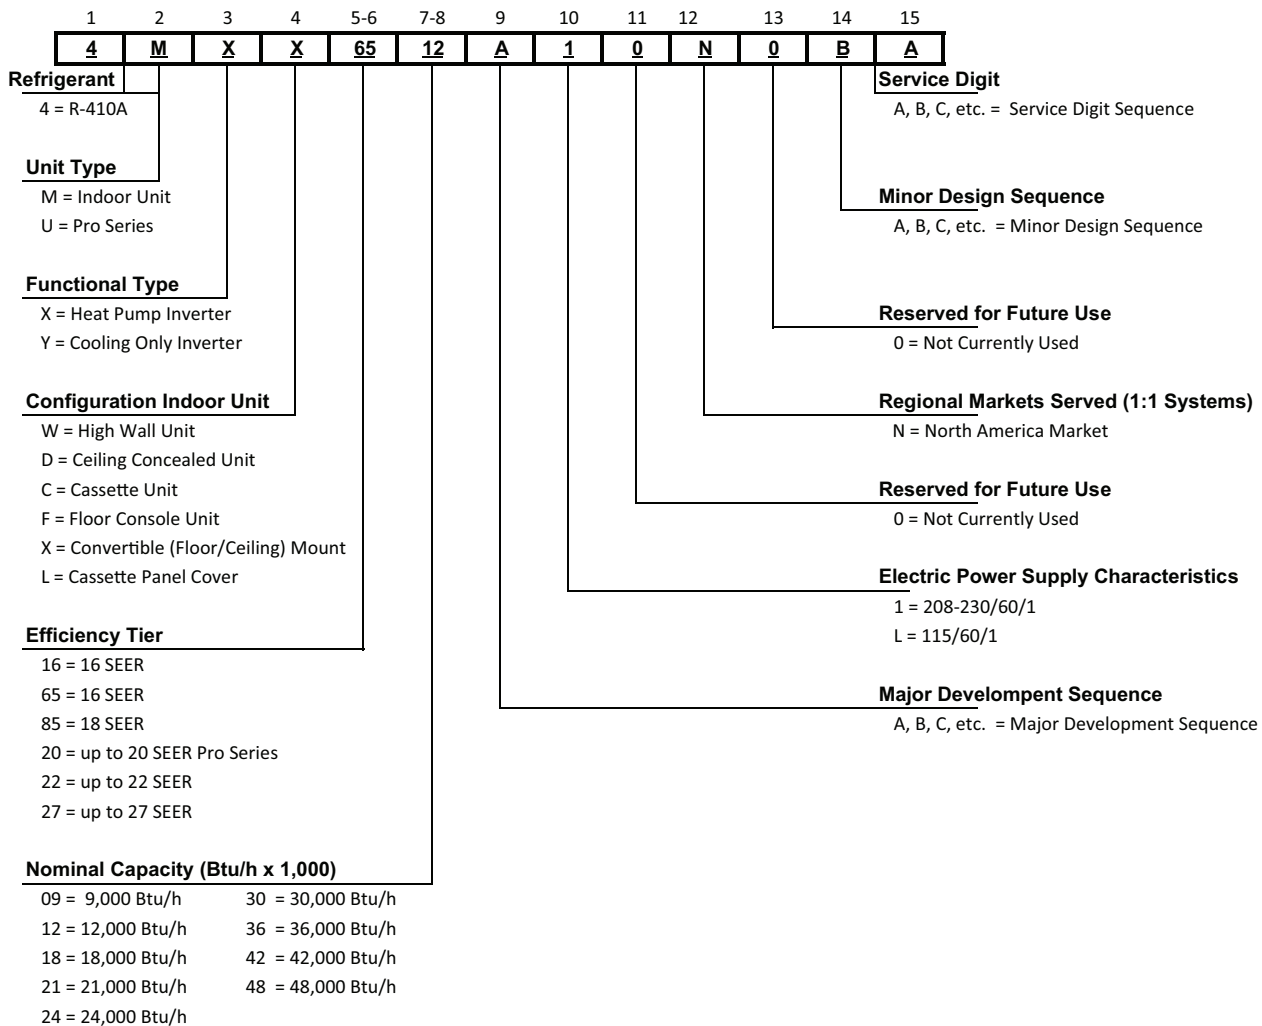 1 2 3 4 5-6 7-8 9 10 11 12 13 14 15
4 M X X 65 12 A 1 0 N 0 B A
Refrigerant
4 = R-410A
Unit Type
M = Indoor Unit
U = Pro Series
Functional Type
X = Heat Pump Inverter
Y = Cooling Only Inverter
Configuration Indoor Unit
W = High Wall Unit
D = Ceiling Concealed Unit
C = Cassette Unit
F = Floor Console Unit
X = Convertible (Floor/Ceiling) Mount
L = Cassette Panel Cover
Efficiency Tier
16 = 16 SEER
65 = 16 SEER
85 = 18 SEER
20 = up to 20 SEER Pro Series
22 = up to 22 SEER
27 = up to 27 SEER
Nominal Capacity (Btu/h x 1,000)
09 = 9,000 Btu/h
12 = 12,000 Btu/h
18 = 18,000 Btu/h
21 = 21,000 Btu/h
24 = 24,000 Btu/h
30 = 30,000 Btu/h
36 = 36,000 Btu/h
42 = 42,000 Btu/h
48 = 48,000 Btu/h
Service Digit
A, B, C, etc. = Service Digit Sequence
Minor Design Sequence
A, B, C, etc. = Minor Design Sequence
Reserved for Future Use
0 = Not Currently Used
Regional Markets Served (1:1 Systems)
N = North America Market
Reserved for Future Use
0 = Not Currently Used
Electric Power Supply Characteristics
1 = 208-230/60/1
L = 115/60/1
Major Develompent Sequence
A, B, C, etc. = Major Development Sequence